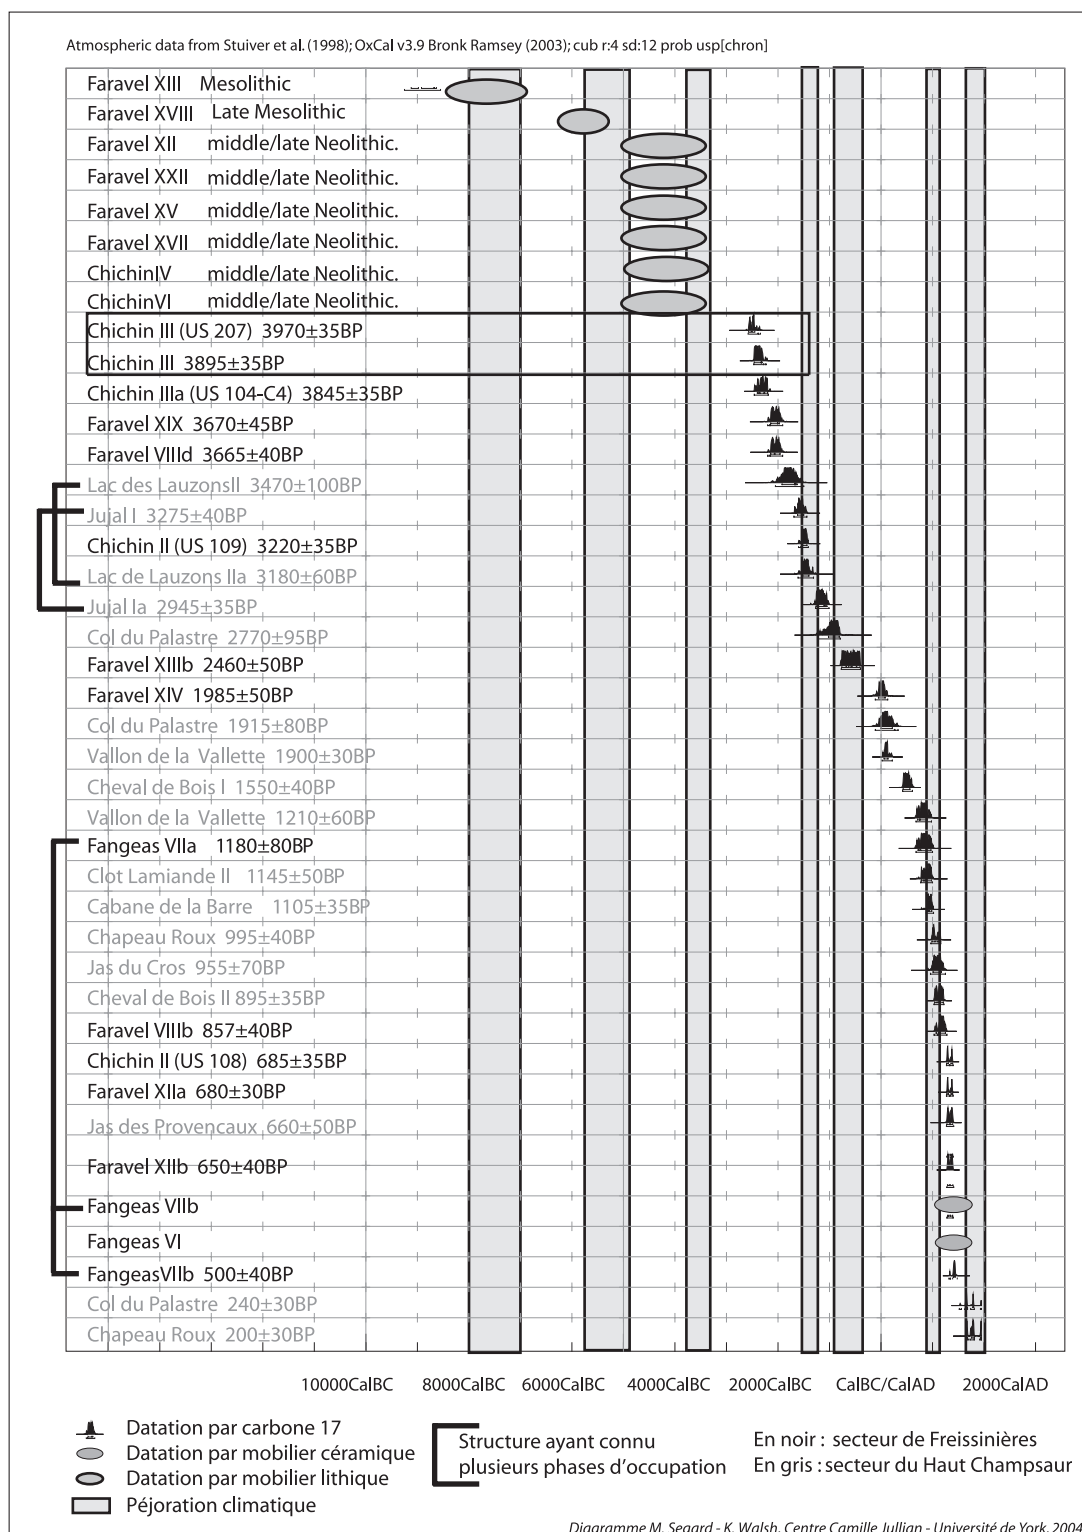 Atmospheric data from Stuiver et al. (1998); OxCal v3.9 Bronk Ramsey (2003); cub r:4 sd:12 prob usp[chron]
Faravel XIII Mesolithic
Faravel XVIII Late Mesolithic
Faravel XII middle/late Neolithic.
Faravel XXII middle/late Neolithic.
Faravel XV middle/late Neolithic.
Faravel XVII middle/late Neolithic.
ChichinIV middle/late Neolithic.
ChichinVI middle/late Neolithic.
Chichin III (US 207) 3970±35BP
Chichin III 3895±35BP
Chichin IIIa (US 104-C4) 3845±35BP
Faravel XIX 3670±45BP
Faravel VIIId 3665±40BP
Lac des LauzonsII 3470±100BP
Jujal I 3275±40BP
Chichin II (US 109) 3220±35BP
Lac de Lauzons IIa 3180±60BP
Jujal Ia 2945±35BP
Col du Palastre 2770±95BP
Faravel XIIIb 2460±50BP
Faravel XIV 1985±50BP
Col du Palastre 1915±80BP
Vallon de la Vallette 1900±30BP
Cheval de Bois I 1550±40BP
Vallon de la Vallette 1210±60BP
Fangeas VIIa 1180±80BP
Clot Lamiande II 1145±50BP
Cabane de la Barre 1105±35BP
Chapeau Roux 995±40BP
Jas du Cros 955±70BP
Cheval de Bois II 895±35BP
Faravel VIIIb 857±40BP
Chichin II (US 108) 685±35BP
Faravel XIIa 680±30BP
Jas des Provencaux 660±50BP
Faravel XIIb 650±40BP
Fangeas VIIb
Fangeas VI
FangeasVIIb 500±40BP
Col du Palastre 240±30BP
Chapeau Roux 200±30BP
10000CalBC 8000CalBC 6000CalBC 4000CalBC 2000CalBC CalBC/CalAD 2000CalAD
Datation par carbone 17
Datation par mobilier céramique
Datation par mobilier lithique
Péjoration climatique
Structure ayant connu
plusieurs phases d'occupation
En noir : secteur de Freissinières
En gris : secteur du Haut Champsaur
Diagramme M. Segard - K. Walsh, Centre Camille Jullian - Université de York, 2004